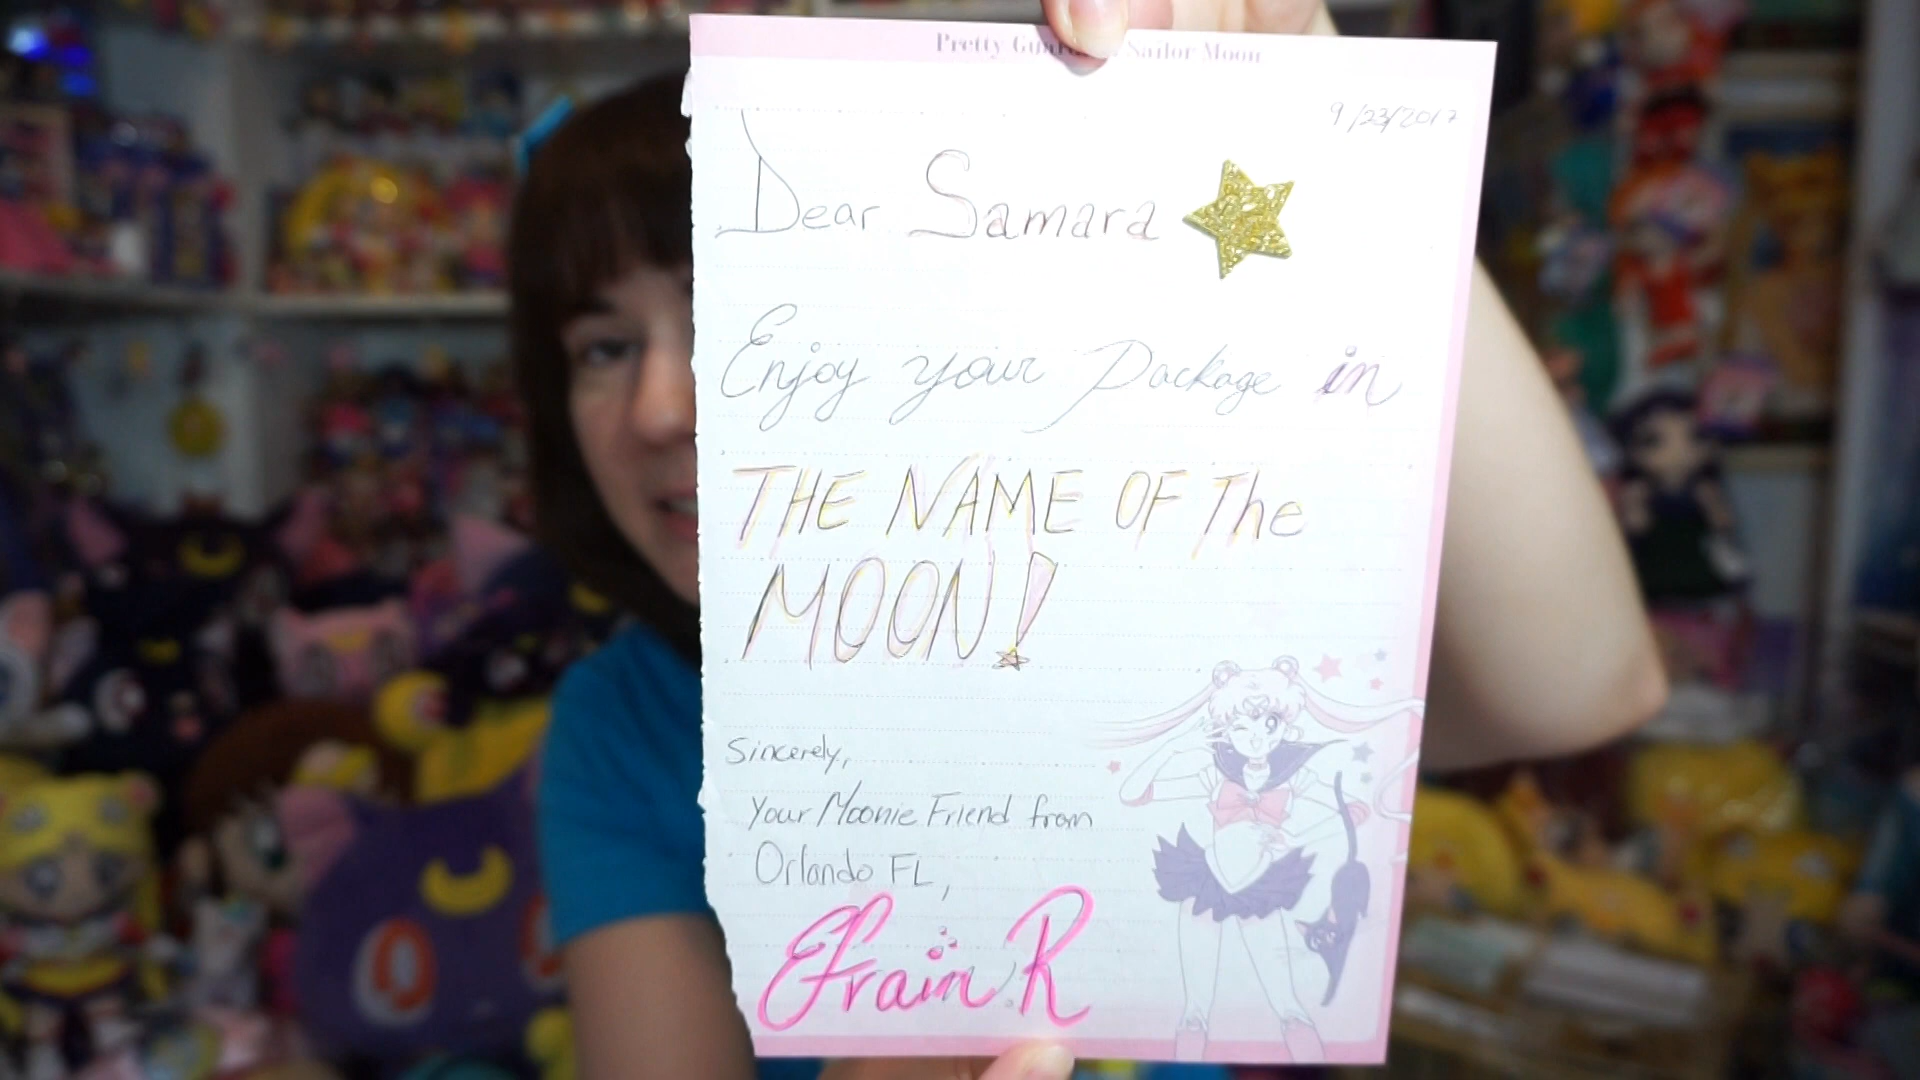 Pretty Sailor Moon
9/23/2017
Dear Samara
Enjoy your Package in
THE NAME OF The
MOON!
Sincerely,
Your Moonie Friend from
Orlando FL,
Efrain R